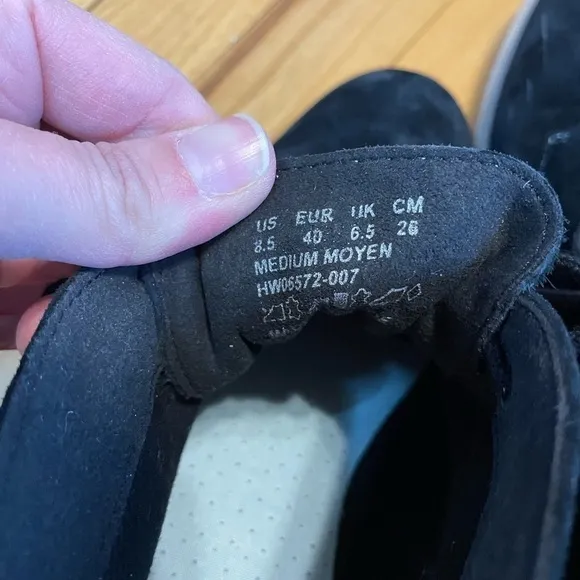 US EUR UK CM
8.5 40 6.5 26
MEDIUM MOYEN
HW06572-007